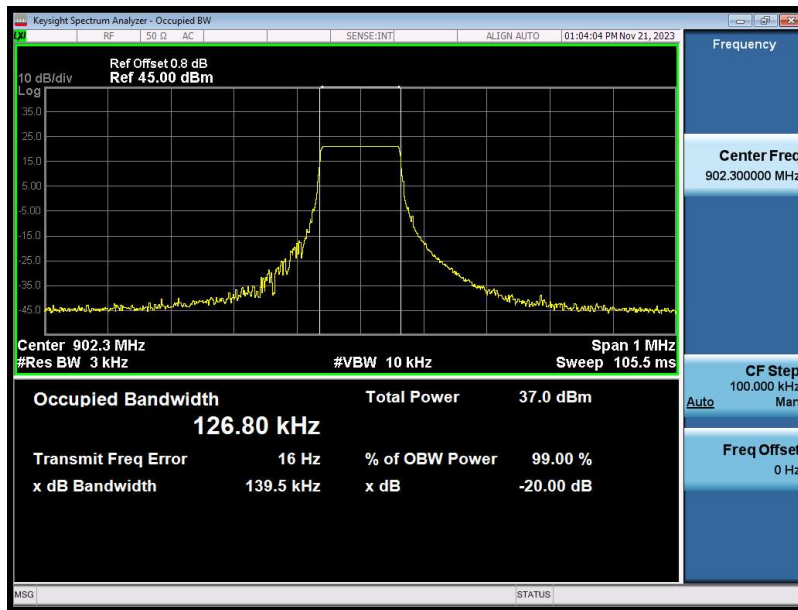 Keysight Spectrum Analyzer - Occupied BW
LXI RF 50 Ω AC SENSE:INT ALIGN AUTO 01:04:04 PM Nov 21, 2023
Frequency
Ref Offset 0.8 dB
10 dB/div Ref 45.00 dBm
Log
35.0
25.0
15.0
5.00
-5.00
-15.0
-25.0
-35.0
-45.0
Center Freq
902.300000 MHz
Center 902.3 MHz Span 1 MHz
#Res BW 3 kHz #VBW 10 kHz Sweep 105.5 ms
CF Step
100.000 kHz
Auto Man
Occupied Bandwidth Total Power 37.0 dBm
126.80 kHz
Transmit Freq Error 16 Hz % of OBW Power 99.00 %
x dB Bandwidth 139.5 kHz x dB -20.00 dB
Freq Offset
0 Hz
MSG STATUS